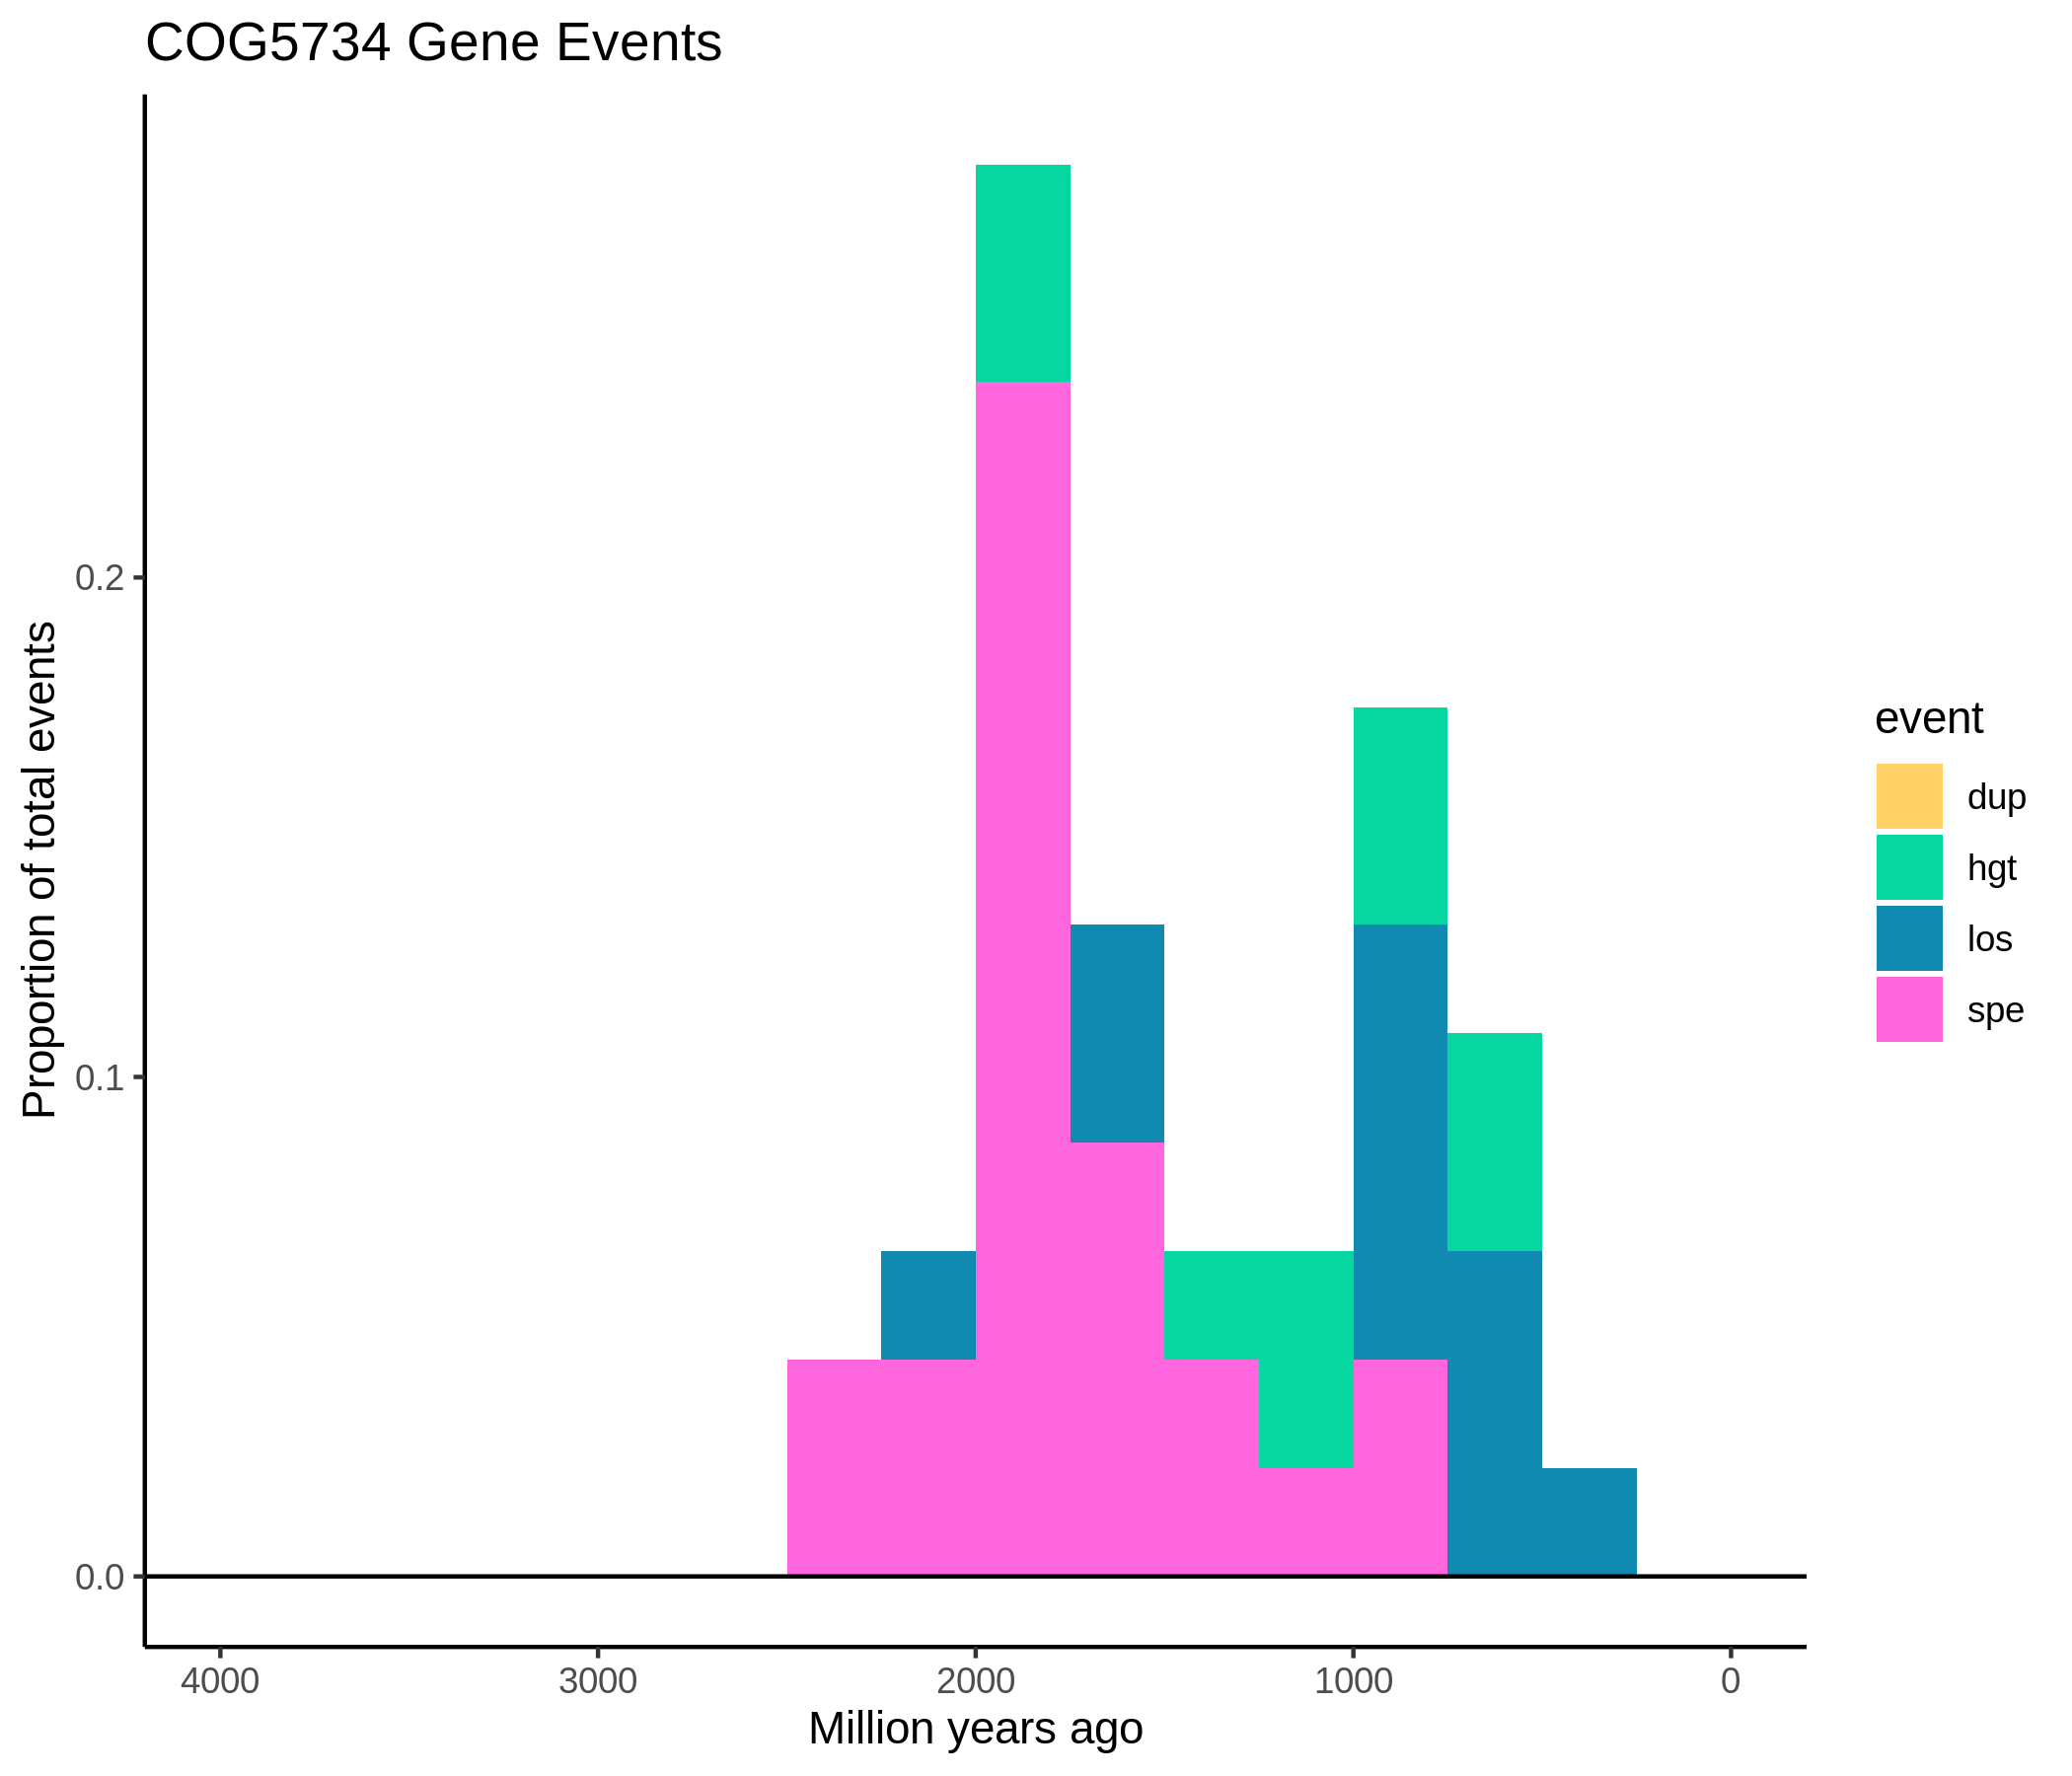 COG5734 Gene Events
Proportion of total events
0.2
0.1
0.0
4000 3000 2000 1000 0
Million years ago
event
dup
hgt
los
spe